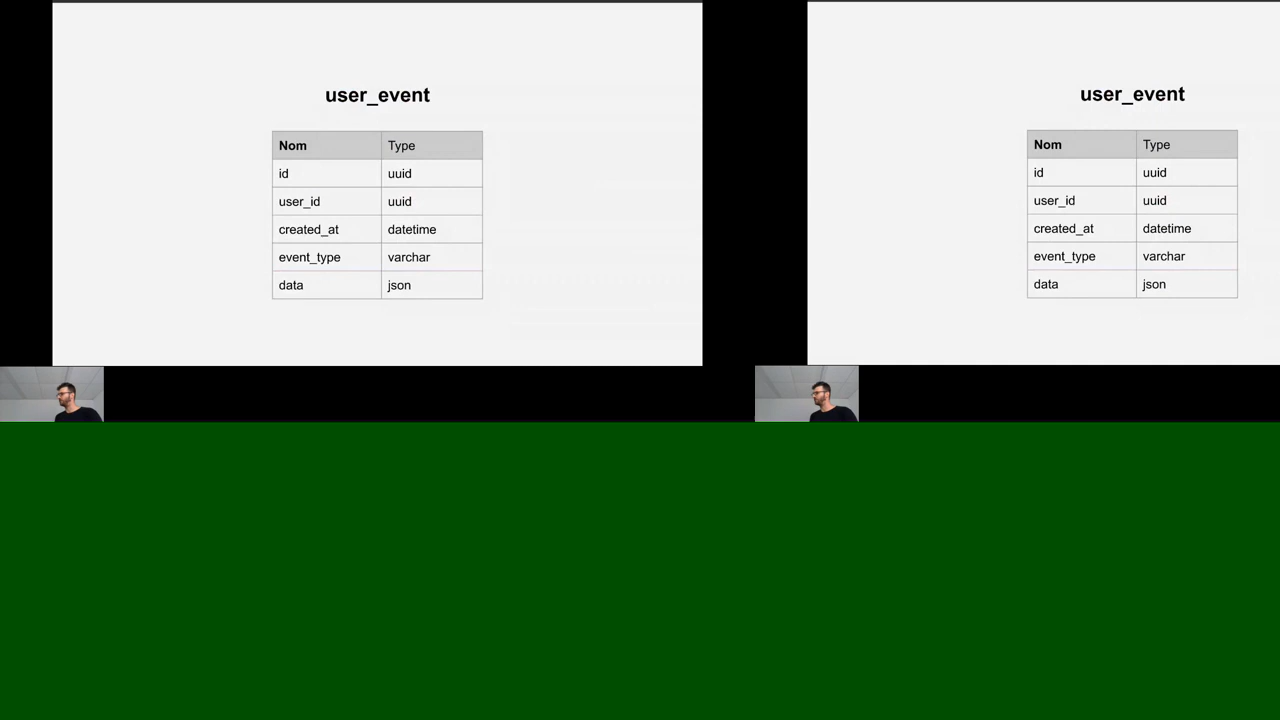 user_event
Nom Type
id uuid
user_id uuid
created_at datetime
event_type varchar
data json
user_event
Nom Type
id uuid
user_id uuid
created_at datetime
event_type varchar
data json